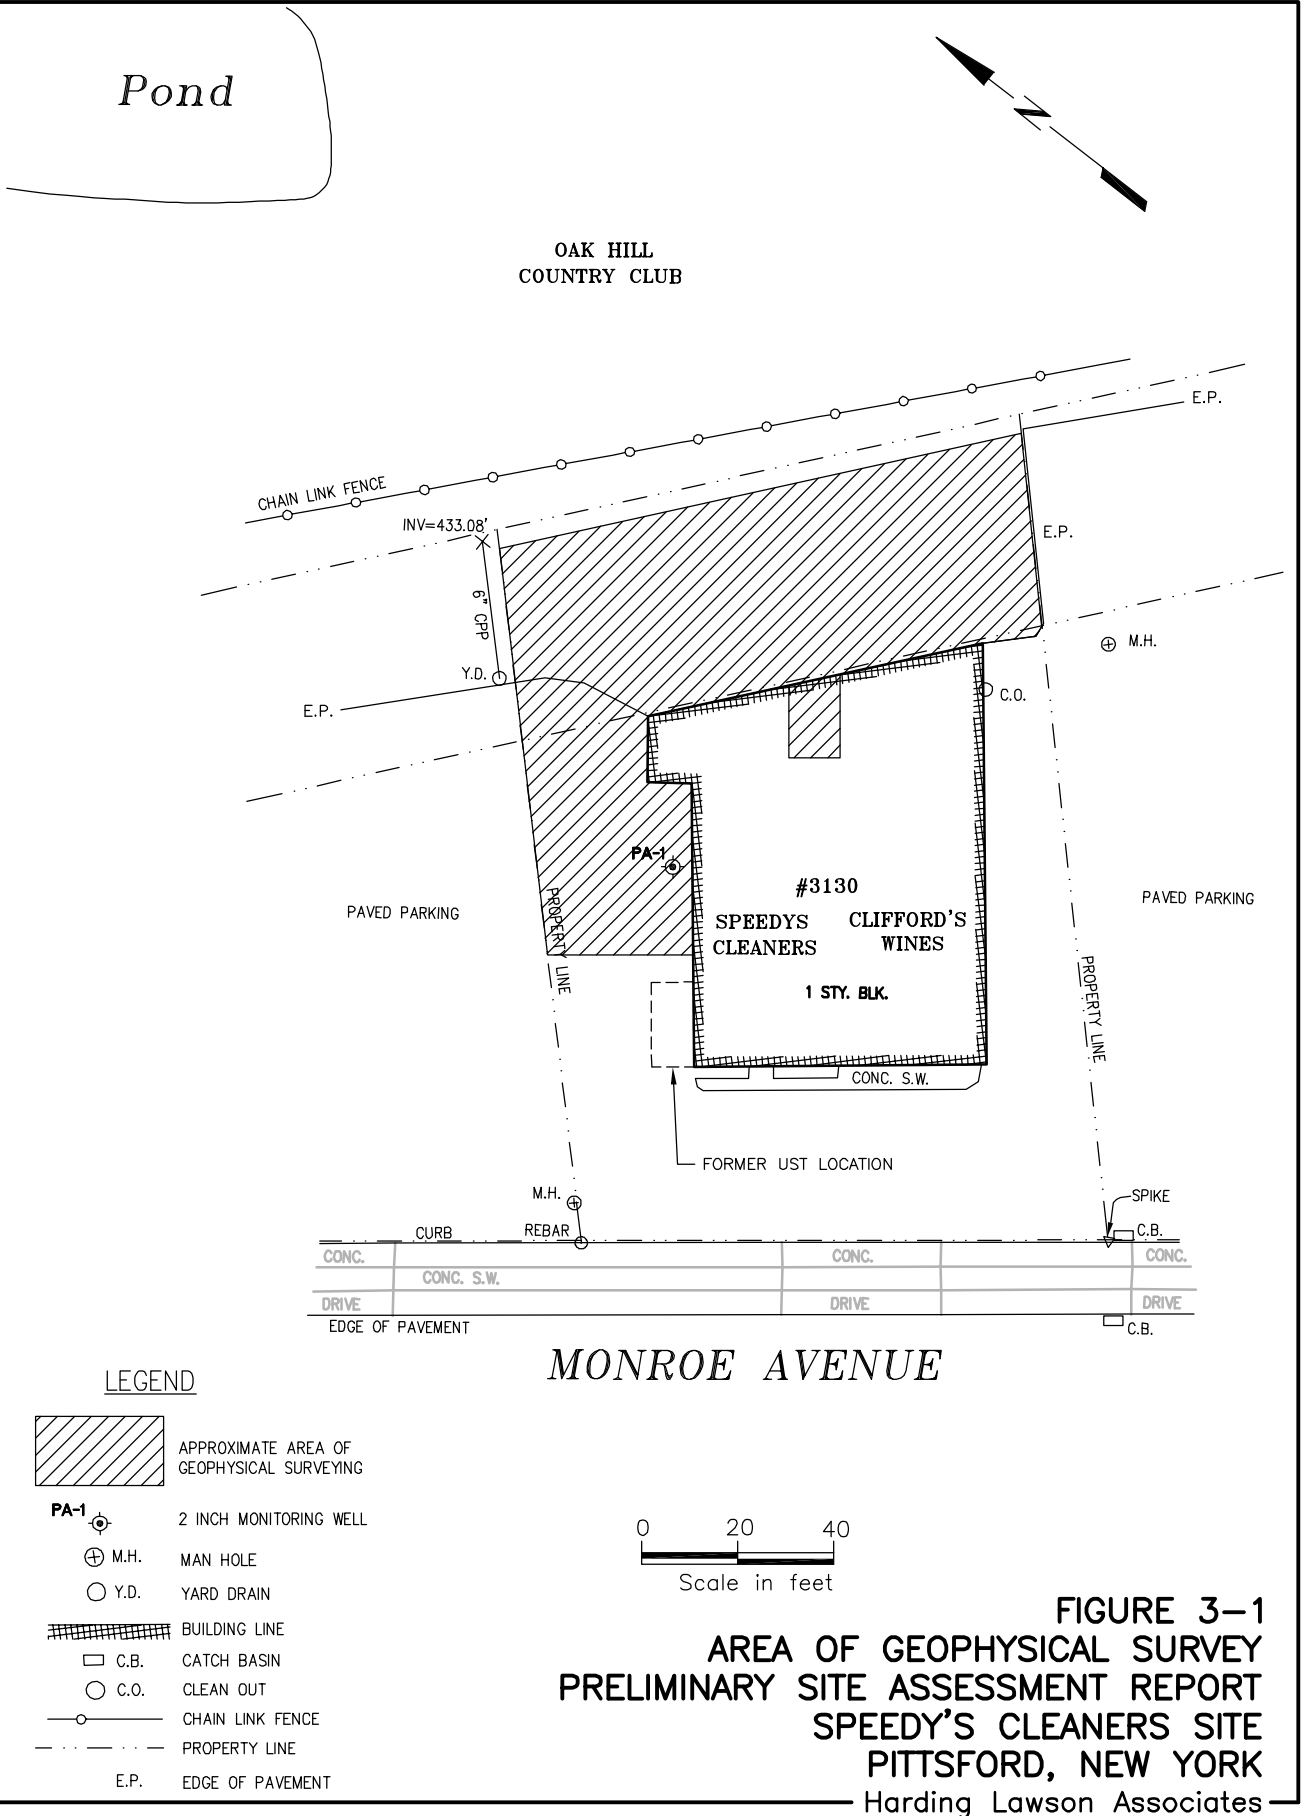 Pond
N
OAK HILL
COUNTRY CLUB
E.P.
CHAIN LINK FENCE
INV=433.08'
E.P.
6" CPP
M.H.
Y.D.
C.O.
E.P.
PA-1
#3130
PAVED PARKING
PROPERTY LINE
SPEEDYS
CLEANERS
CLIFFORD'S
WINES
PAVED PARKING
1 STY. BLK.
PROPERTY LINE
CONC. S.W.
FORMER UST LOCATION
M.H.
SPIKE
CURB
REBAR
C.B.
CONC.
CONC.
CONC.
CONC. S.W.
DRIVE
DRIVE
DRIVE
EDGE OF PAVEMENT
C.B.
MONROE AVENUE
LEGEND
APPROXIMATE AREA OF
GEOPHYSICAL SURVEYING
PA-1
2 INCH MONITORING WELL
M.H. MAN HOLE
Y.D. YARD DRAIN
BUILDING LINE
C.B. CATCH BASIN
C.O. CLEAN OUT
CHAIN LINK FENCE
PROPERTY LINE
E.P. EDGE OF PAVEMENT
0 20 40
Scale in feet
FIGURE 3-1
AREA OF GEOPHYSICAL SURVEY
PRELIMINARY SITE ASSESSMENT REPORT
SPEEDY'S CLEANERS SITE
PITTSFORD, NEW YORK
Harding Lawson Associates